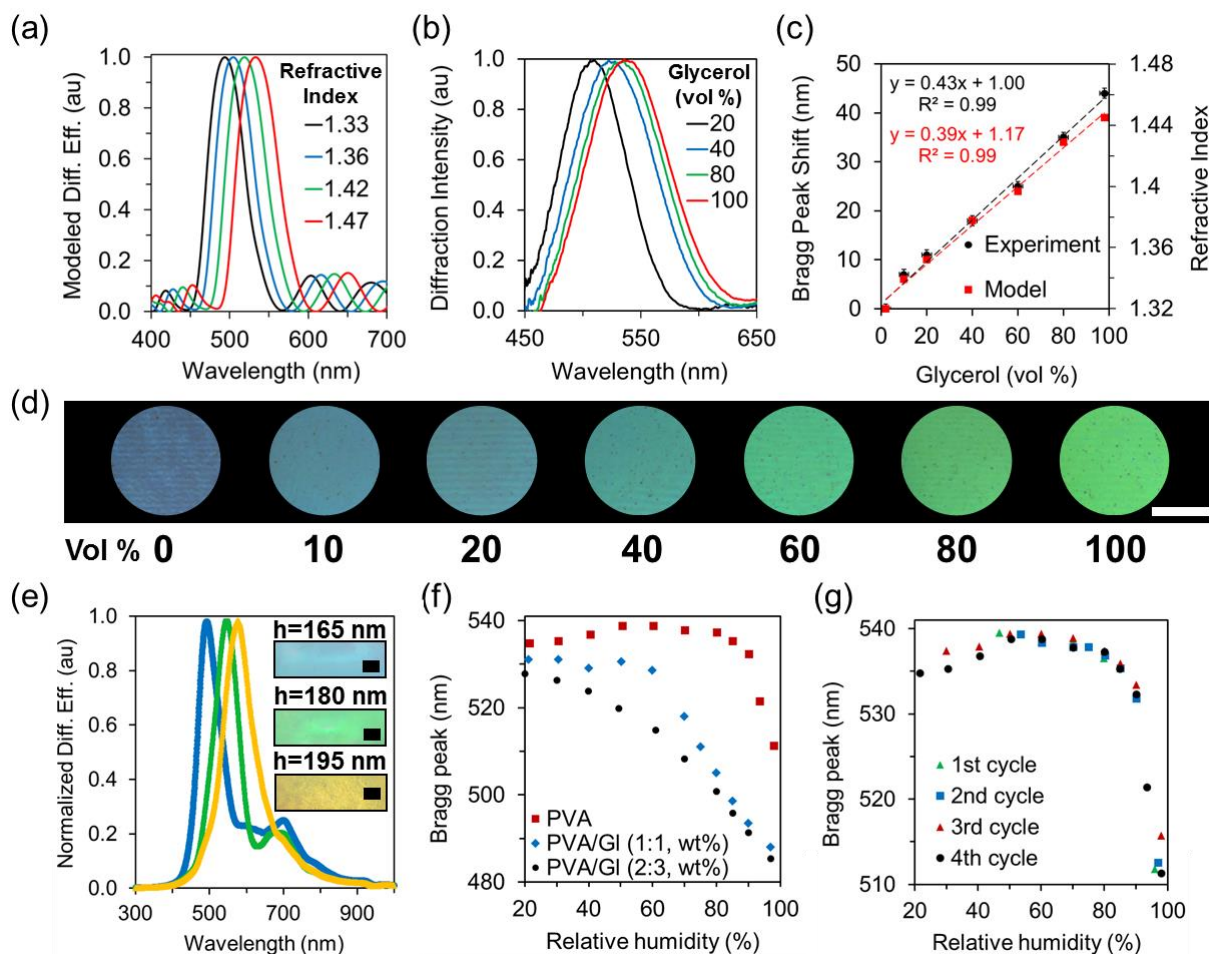 (a)
Modeled Diff. Eff. (au)
1.0
0.8
0.6
0.4
0.2
0.0
400 500 600 700
Wavelength (nm)
Refractive
Index
1.33
1.36
1.42
1.47
(b)
Diffraction Intensity (au)
1.0
0.8
0.6
0.4
0.2
0.0
450 550 650
Wavelength (nm)
Glycerol
(vol %)
20
40
80
100
(c)
Bragg Peak Shift (nm)
50
40
30
20
10
0
y = 0.43x + 1.00
R² = 0.99
y = 0.39x + 1.17
R² = 0.99
Experiment
Model
1.48
1.44
1.4
1.36
1.32
Refractive Index
0 20 40 60 80 100
Glycerol (vol %)
(d)
Vol % 0 10 20 40 60 80 100
(e)
Normalized Diff. Eff. (au)
1.0
0.8
0.6
0.4
0.2
0.0
300 500 700 900
Wavelength (nm)
h=165 nm
h=180 nm
h=195 nm
(f)
Bragg peak (nm)
540
520
500
480
PVA
PVA/Gl (1:1, wt%)
PVA/Gl (2:3, wt%)
20 40 60 80 100
Relative humidity (%)
(g)
Bragg peak (nm)
540
530
520
510
1st cycle
2nd cycle
3rd cycle
4th cycle
20 40 60 80 100
Relative humidity (%)